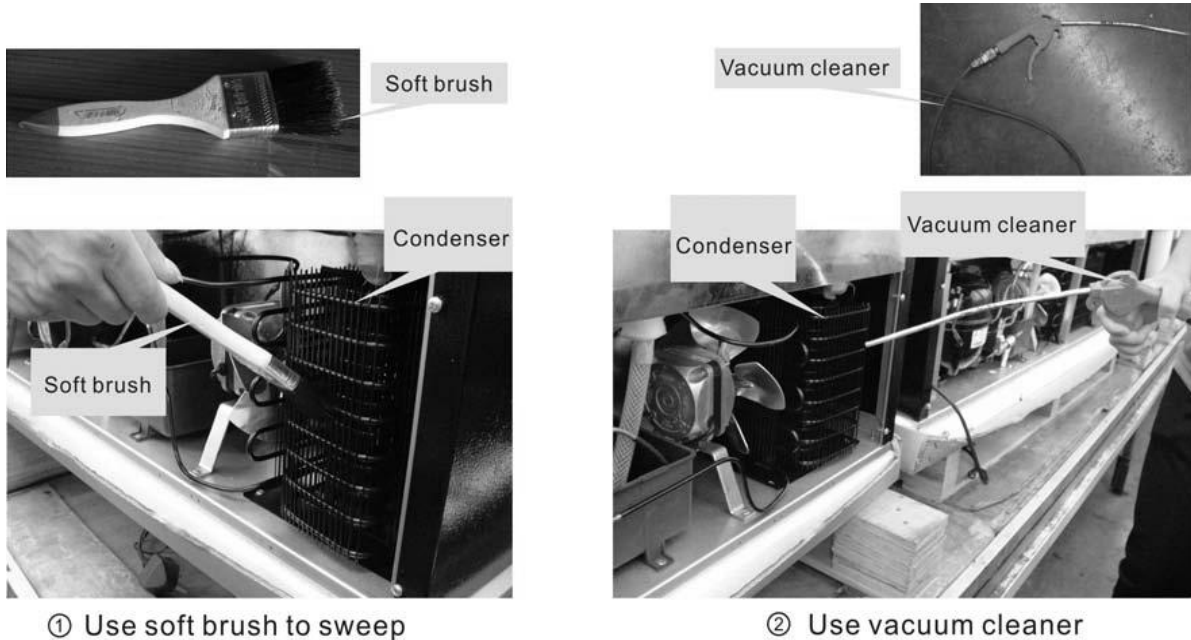 Soft brush
Vacuum cleaner
Condenser
Soft brush
Condenser
Vacuum cleaner
① Use soft brush to sweep
② Use vacuum cleaner